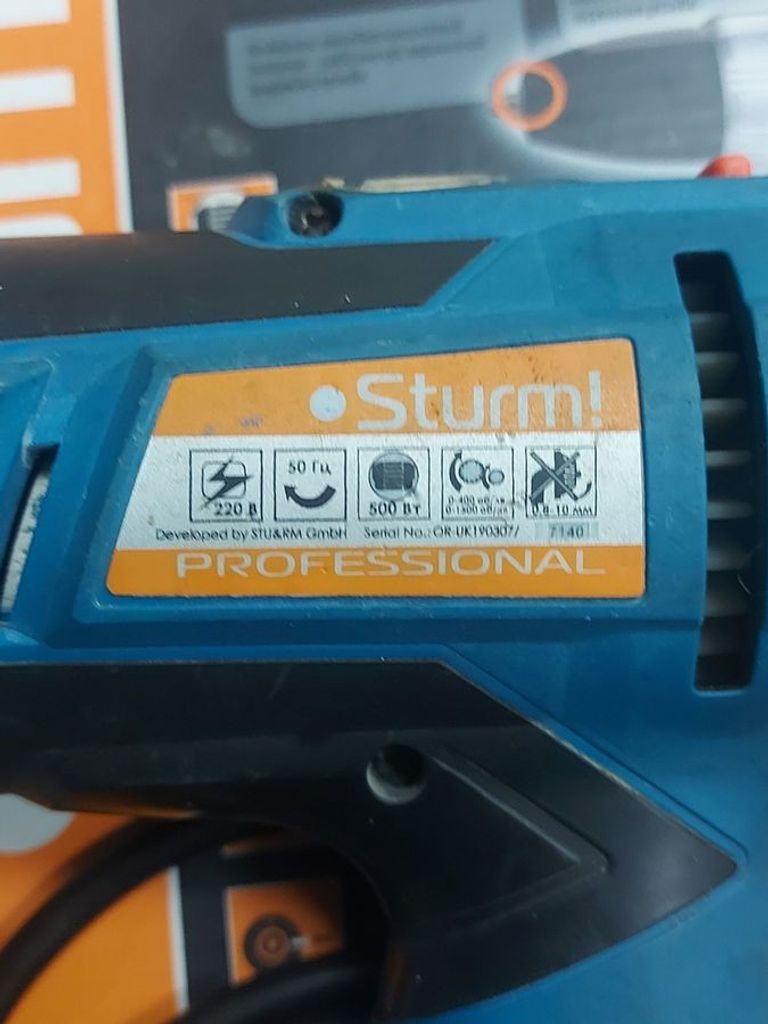 Sturm!
220 В
50 Гц
500 Вт
0-400 об/хв
0-1500 об/хв
0.8-10 мм
Developed by STU&RM GmbH Serial No.: OR-UK190307/ 7140
PROFESSIONAL